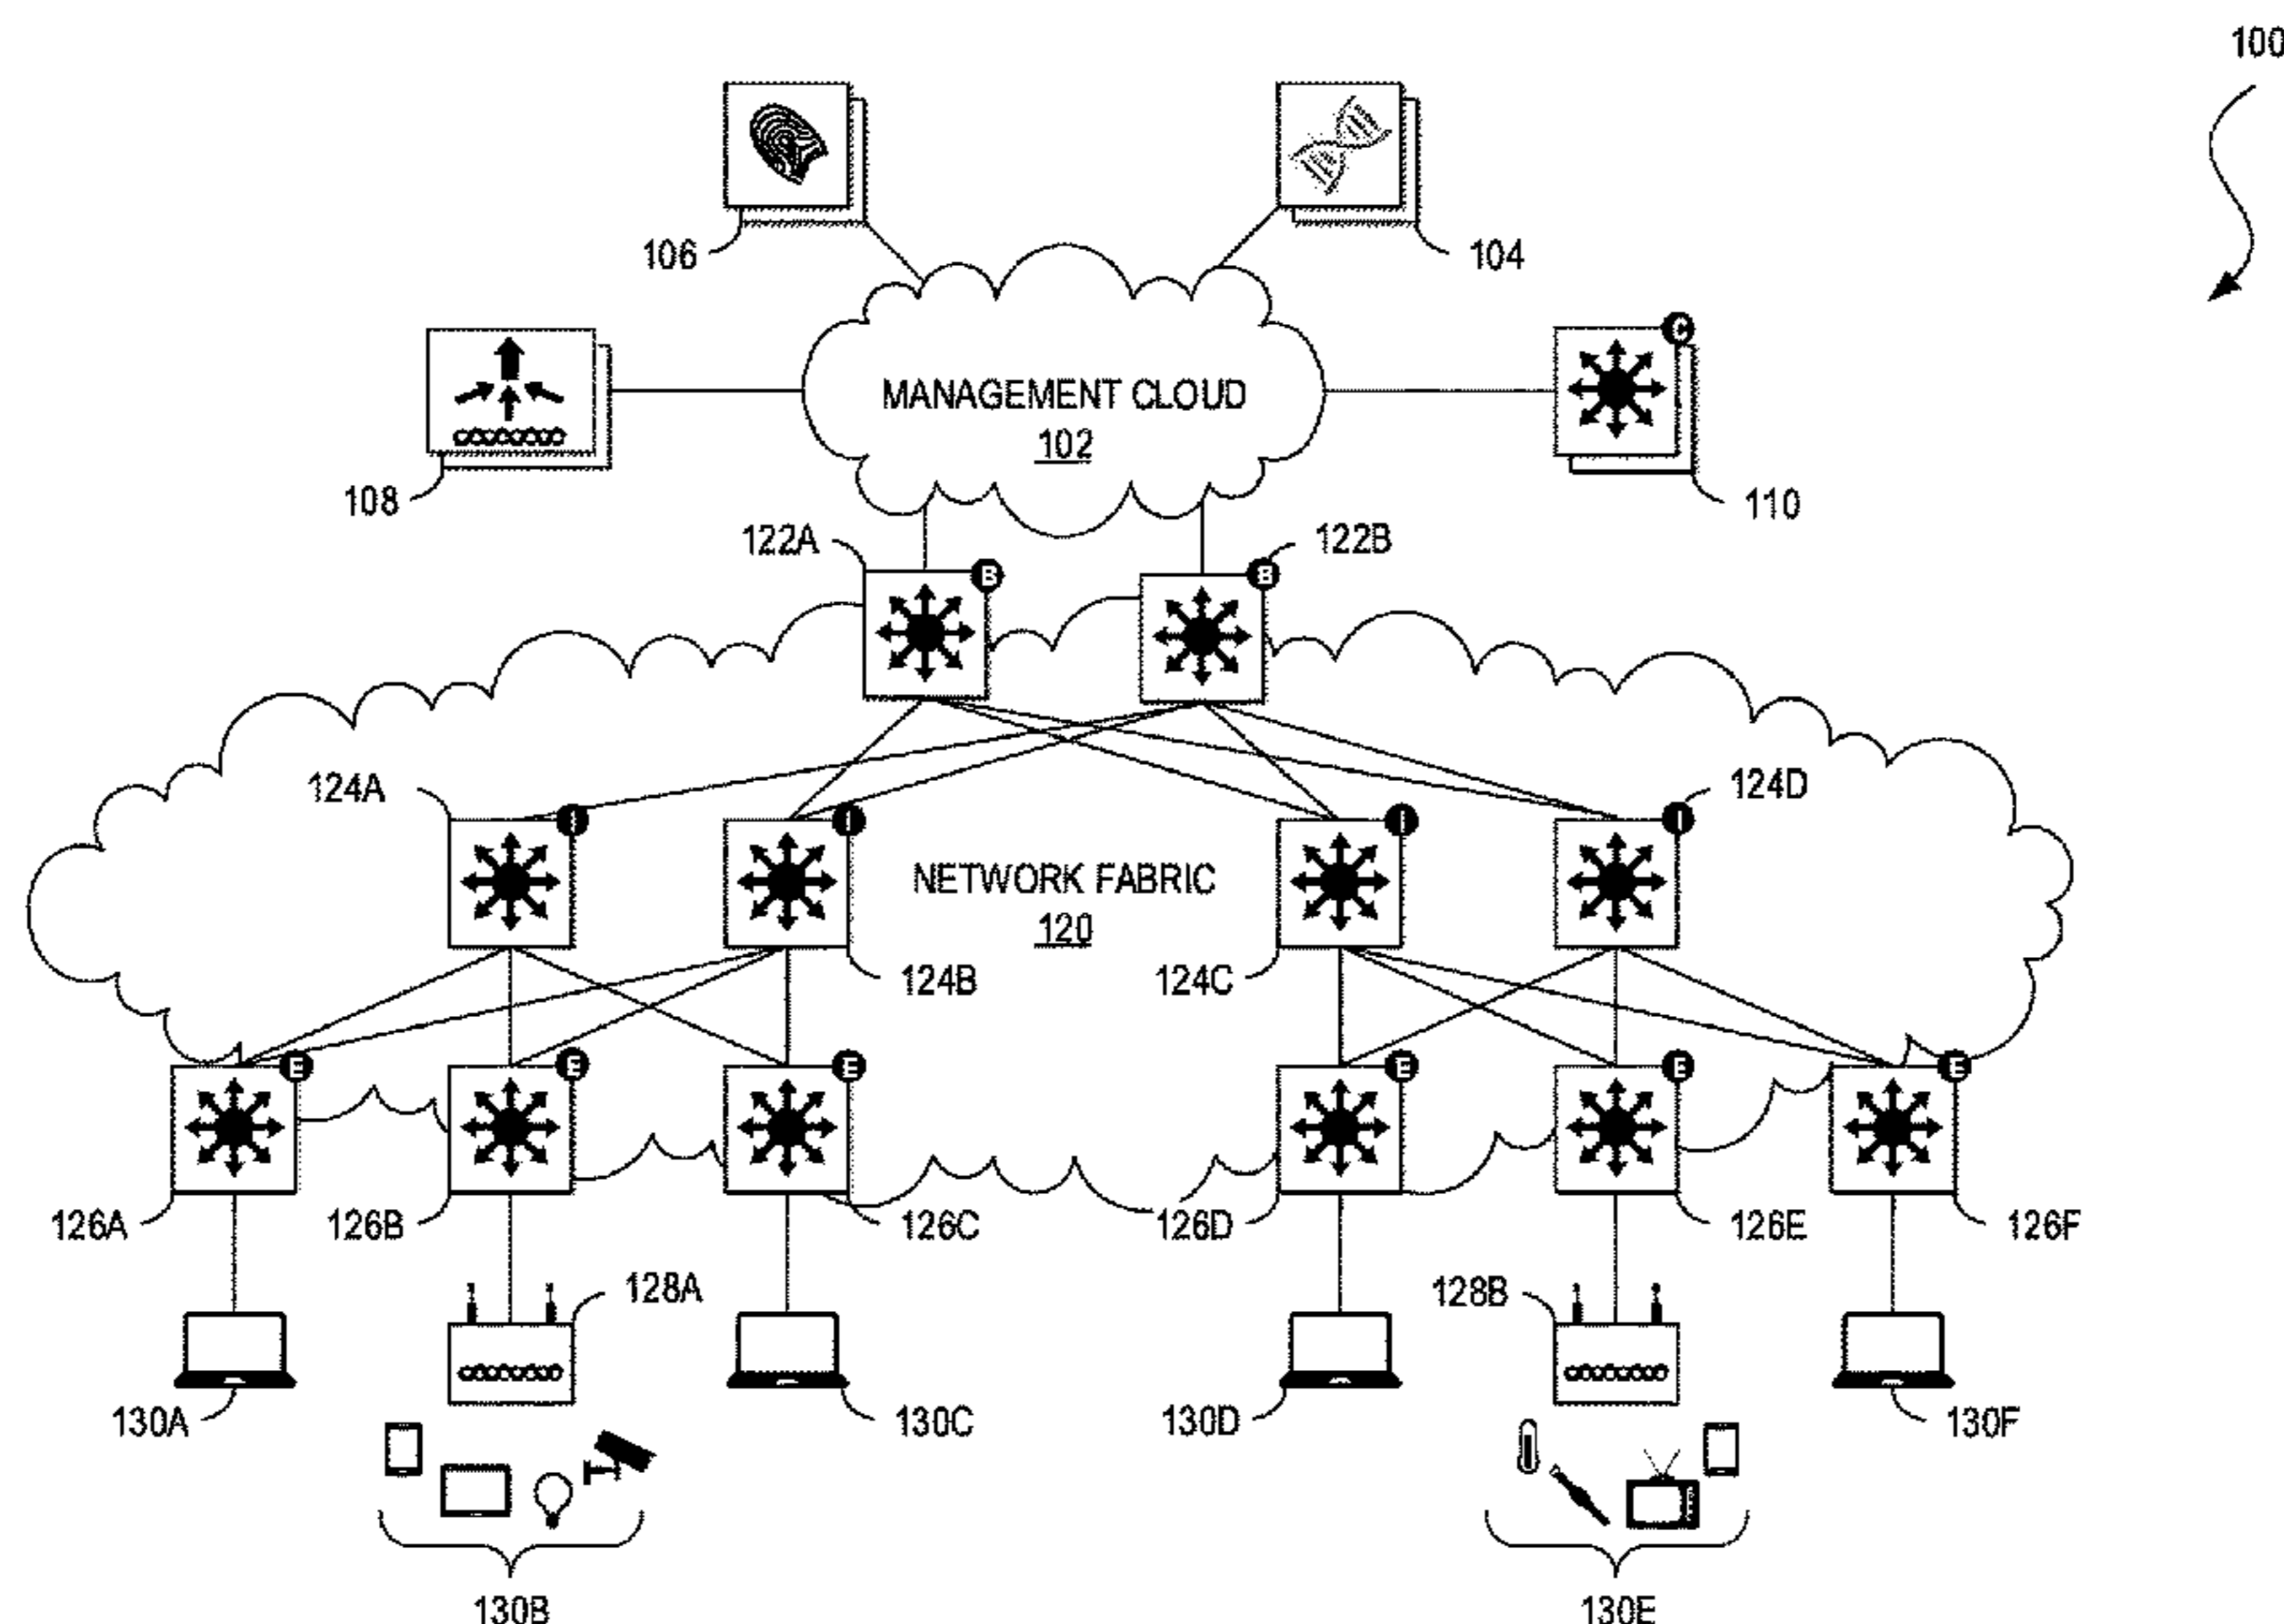 100
106
104
C
MANAGEMENT CLOUD
102
108
110
122A
122B
B
B
124A
124D
I
I
I
I
NETWORK FABRIC
120
124B
124C
E
E
E
E
E
E
126A
126B
126C
126D
126E
126F
128A
128B
130A
130C
130D
130F
130B
130E